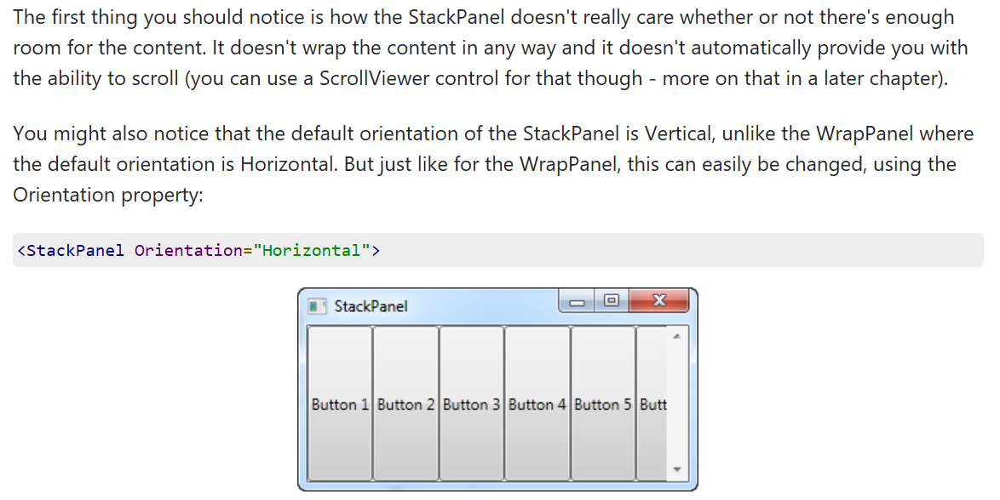 The first thing you should notice is how the StackPanel doesn't really care whether or not there's enough
room for the content. It doesn't wrap the content in any way and it doesn't automatically provide you with
the ability to scroll (you can use a ScrollViewer control for that though - more on that in a later chapter).
You might also notice that the default orientation of the StackPanel is Vertical, unlike the WrapPanel where
the default orientation is Horizontal. But just like for the WrapPanel, this can easily be changed, using the
Orientation property:
<StackPanel Orientation="Horizontal">
StackPanel
Button 1 Button 2 Button 3 Button 4 Button 5 Butt